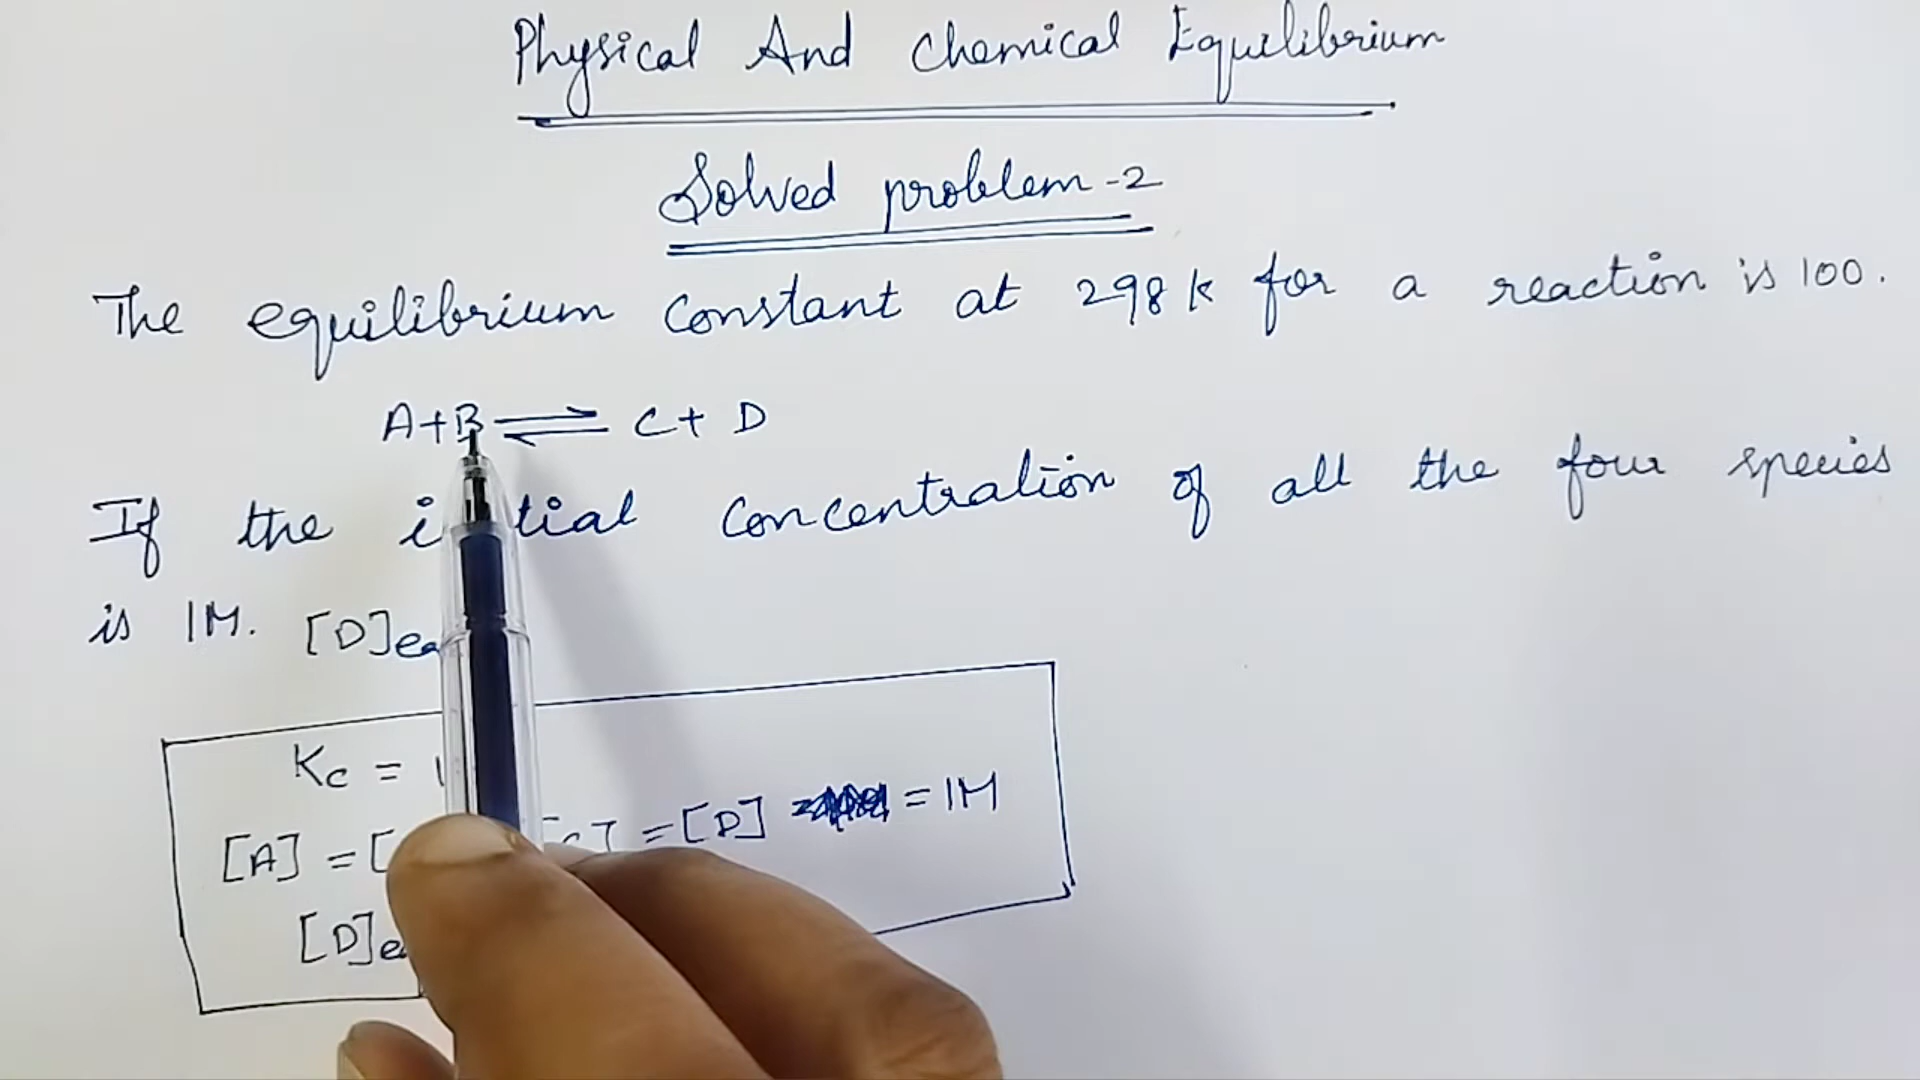 Physical And Chemical Equilibrium
Solved problem-2
The equilibrium constant at 298 k for a reaction is 100.
A+B ⇌ C+ D
If the concentration of all the four species
is 1M. [D]
Kc =
[A] = = [D] = 1M
[D]